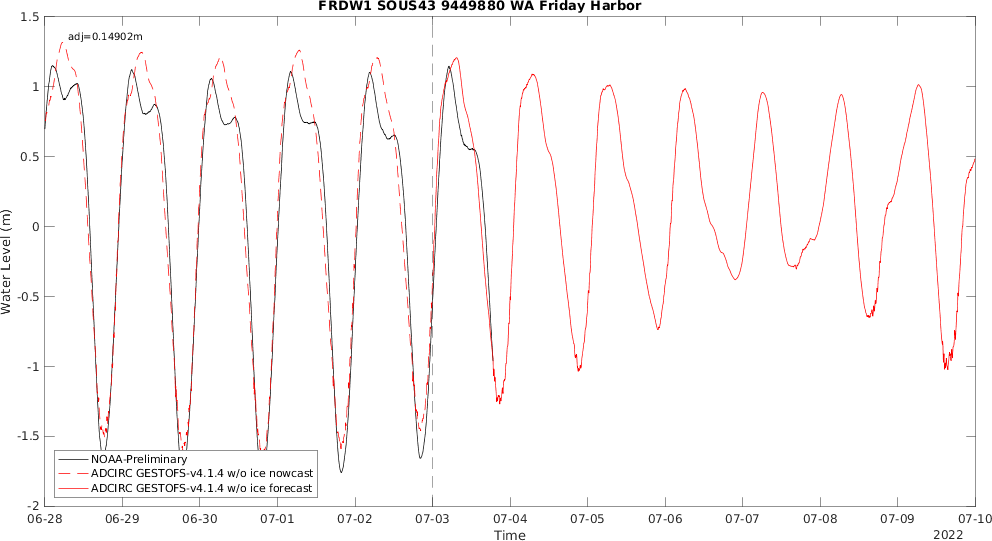 FRDW1 SOUS43 9449880 WA Friday Harbor
adj=0.14902m
1.5
1
0.5
0
-0.5
-1
-1.5
-2
Water Level (m)
NOAA-Preliminary
ADCIRC GESTOFS-v4.1.4 w/o ice nowcast
ADCIRC GESTOFS-v4.1.4 w/o ice forecast
06-28 06-29 06-30 07-01 07-02 07-03 07-04 07-05 07-06 07-07 07-08 07-09 07-10
Time
2022